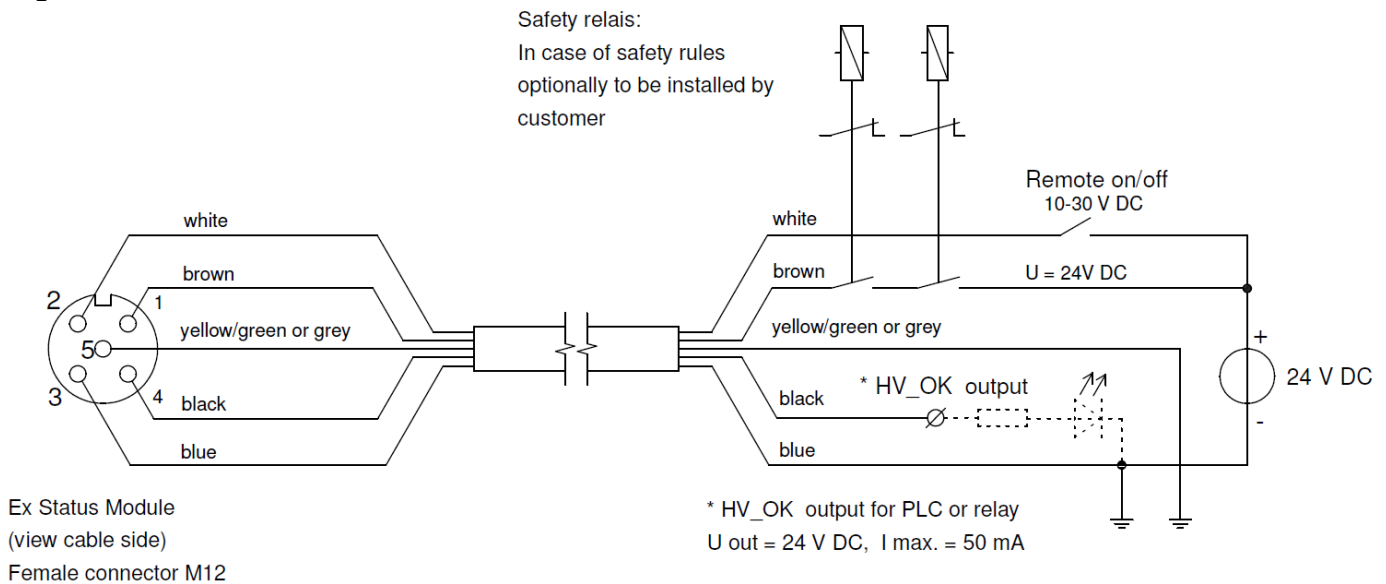 Safety relais:
In case of safety rules
optionally to be installed by
customer
Remote on/off
10-30 V DC
white
white
brown
brown
U = 24V DC
2
1
yellow/green or grey
yellow/green or grey
5
+
24 V DC
3
4
black
black
* HV_OK output
-
blue
blue
Ex Status Module
(view cable side)
Female connector M12
* HV_OK output for PLC or relay
U out = 24 V DC, I max. = 50 mA